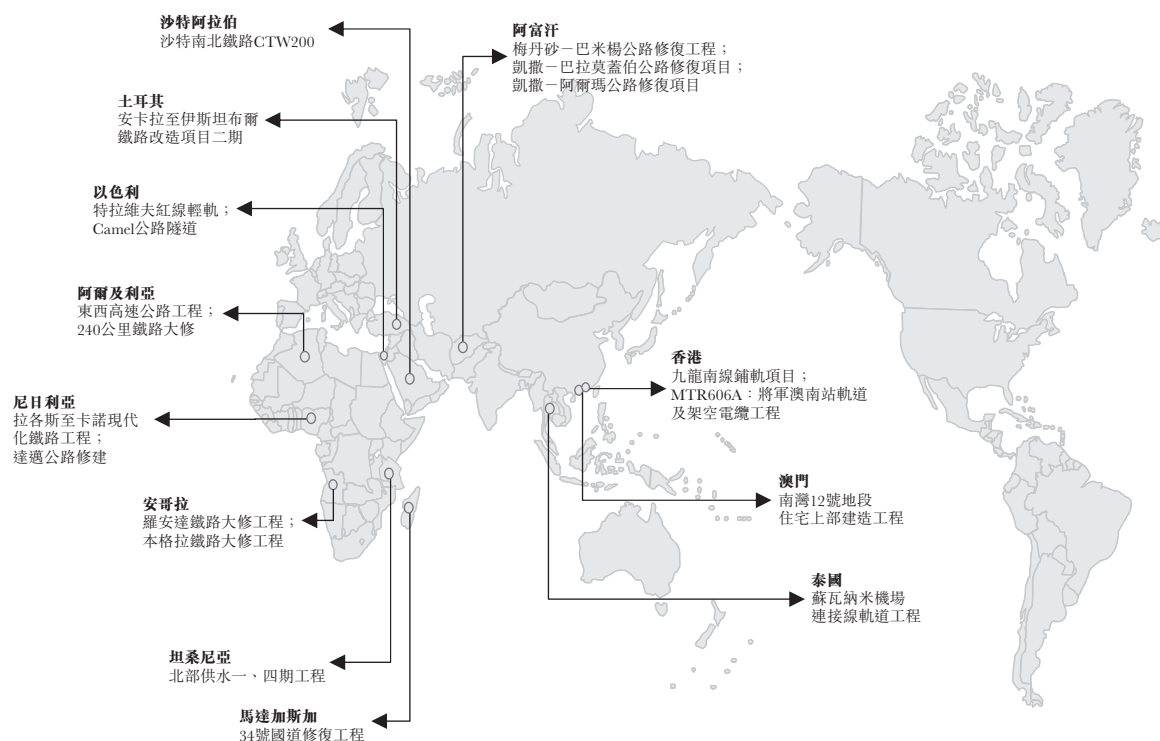 沙特阿拉伯
沙特南北鐵路CTW200
阿富汗
梅丹砂－巴米楊公路修復工程；
凱撒－巴拉莫蓋伯公路修復項目；
凱撒－阿爾瑪公路修復項目
土耳其
安卡拉至伊斯坦布爾
鐵路改造項目二期
以色利
特拉維夫紅線輕軌；
Camel公路隧道
阿爾及利亞
東西高速公路工程；
240公里鐵路大修
香港
九龍南線鋪軌項目；
MTR606A：將軍澳南站軌道
及架空電纜工程
尼日利亞
拉各斯至卡諾現代
化鐵路工程；
達邁公路修建
澳門
南灣12號地段
住宅上部建造工程
安哥拉
羅安達鐵路大修工程；
本格拉鐵路大修工程
泰國
蘇瓦納米機場
連接線軌道工程
坦桑尼亞
北部供水一、四期工程
馬達加斯加
34號國道修復工程